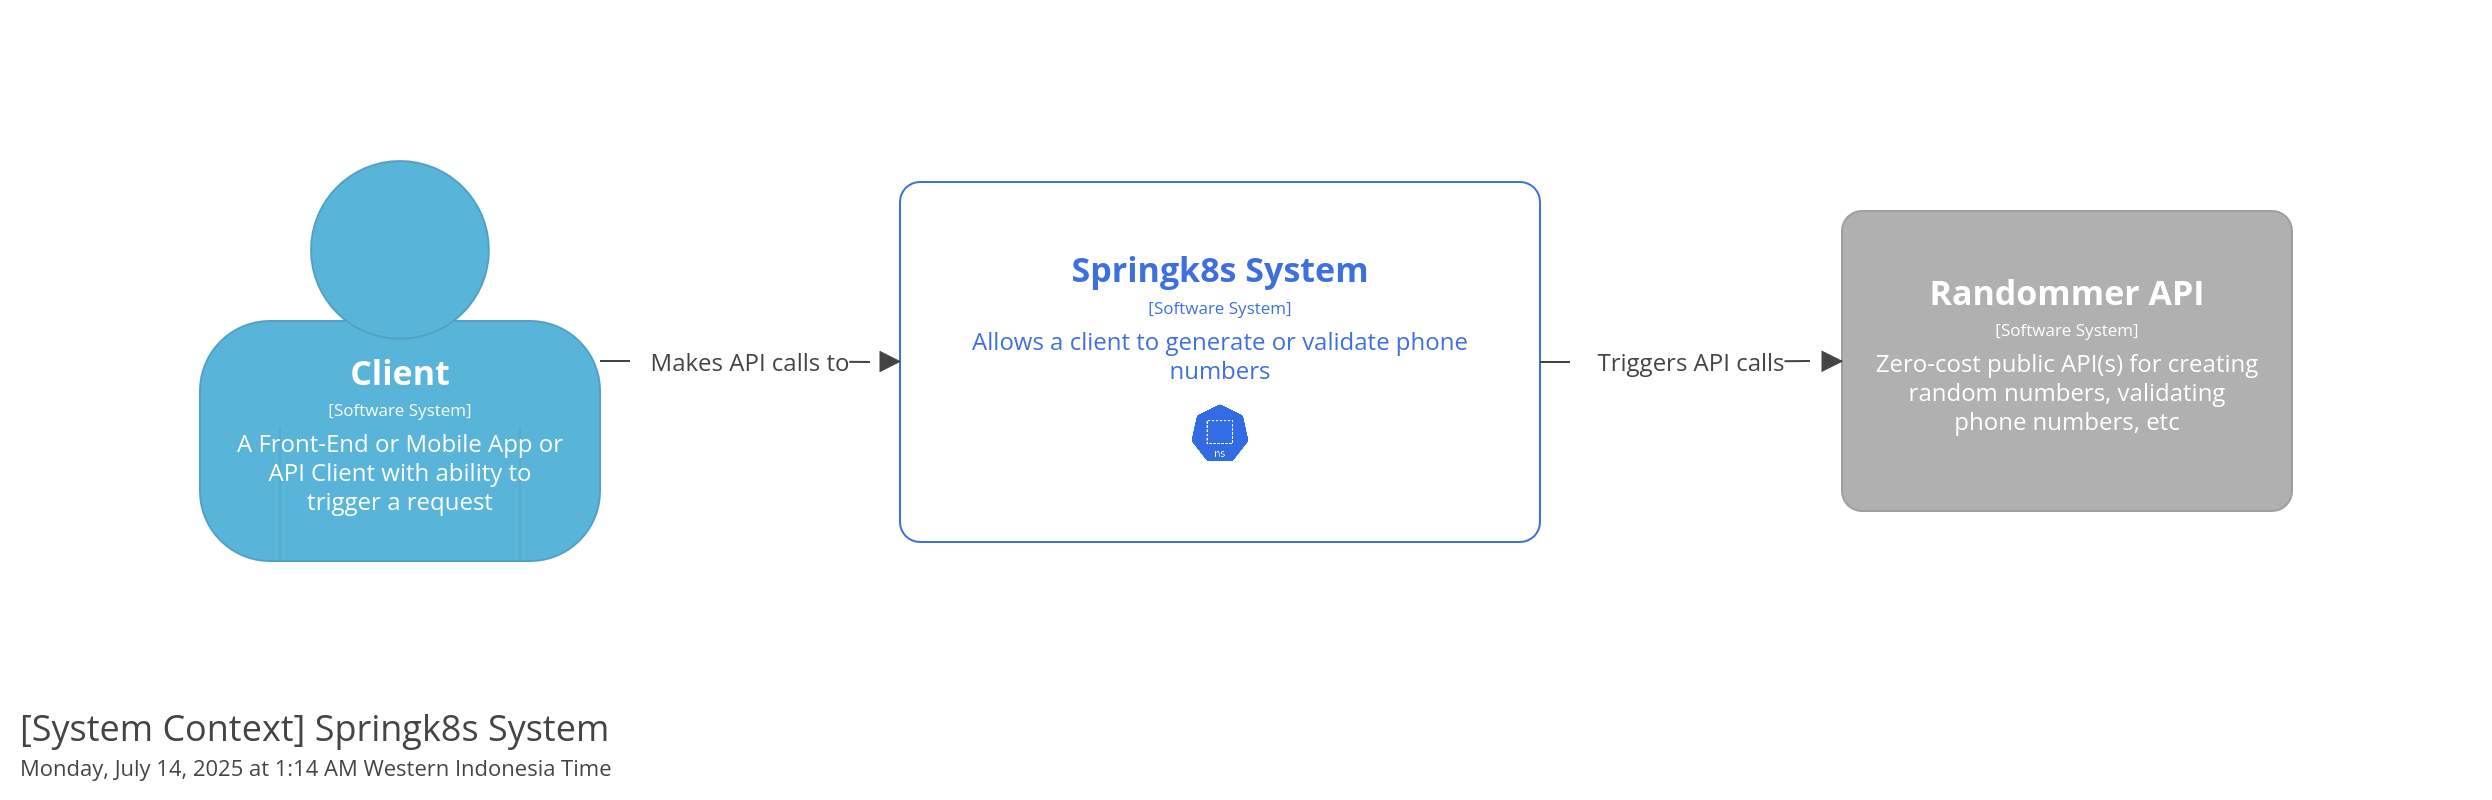 Client
[Software System]
A Front-End or Mobile App or
API Client with ability to
trigger a request
Makes API calls to
Springk8s System
[Software System]
Allows a client to generate or validate phone
numbers
ns
Triggers API calls
Randommer API
[Software System]
Zero-cost public API(s) for creating
random numbers, validating
phone numbers, etc
[System Context] Springk8s System
Monday, July 14, 2025 at 1:14 AM Western Indonesia Time